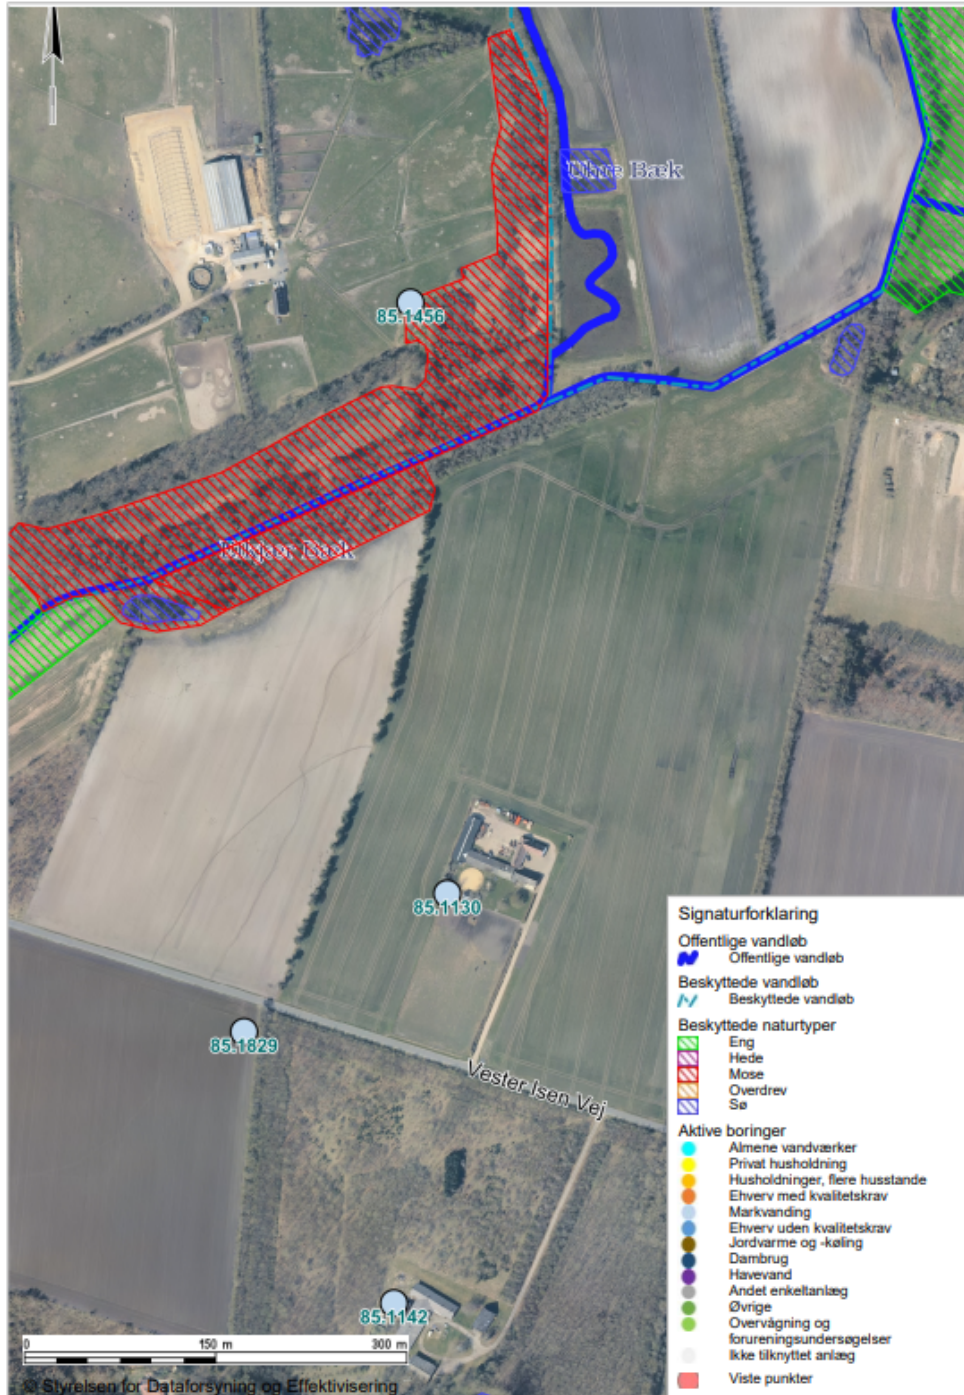 Uhre Bæk
85.1456
Bæk
85.1130
85.1829
Vester Isen Vej
85.1142
0 150 m 300 m
© Styrelsen for Dataforsyning og Effektivisering
Signaturforklaring
Offentlige vandløb
Offentlige vandløb
Beskyttede vandløb
Beskyttede vandløb
Beskyttede naturtyper
Eng
Hede
Mose
Overdrev
Sø
Aktive boringer
Almene vandværker
Privat husholdning
Husholdninger, flere husstande
Ehverv med kvalitetskrav
Markvanding
Ehverv uden kvalitetskrav
Jordvarme og -køling
Dambrug
Havevand
Andet enkeltanlæg
Øvrige
Overvågning og
forureningsundersøgelser
Ikke tilknyttet anlæg
Viste punkter